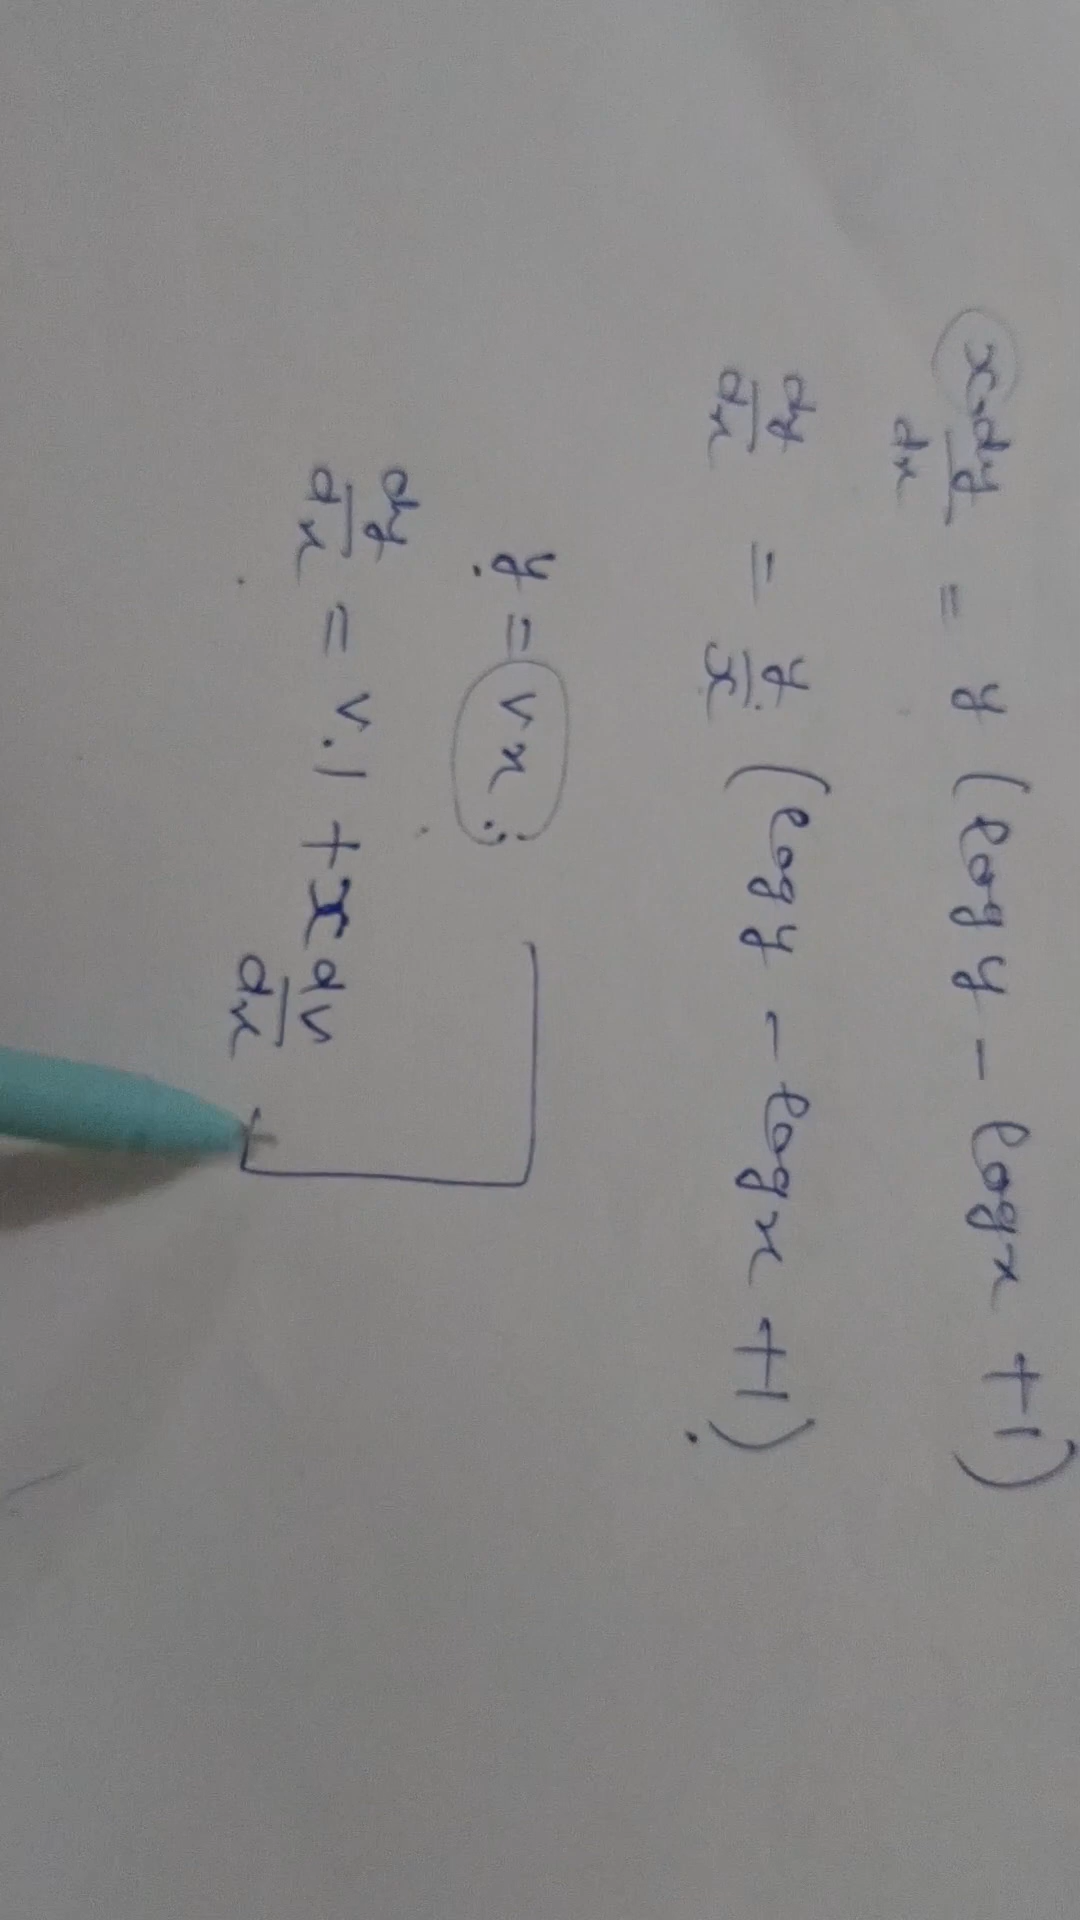 x.dy/dx = y (log y - log x + 1)
dy/dx = y/x (log y - log x + 1)
y = vx ;
dy/dx = v.1 + x dv/dx